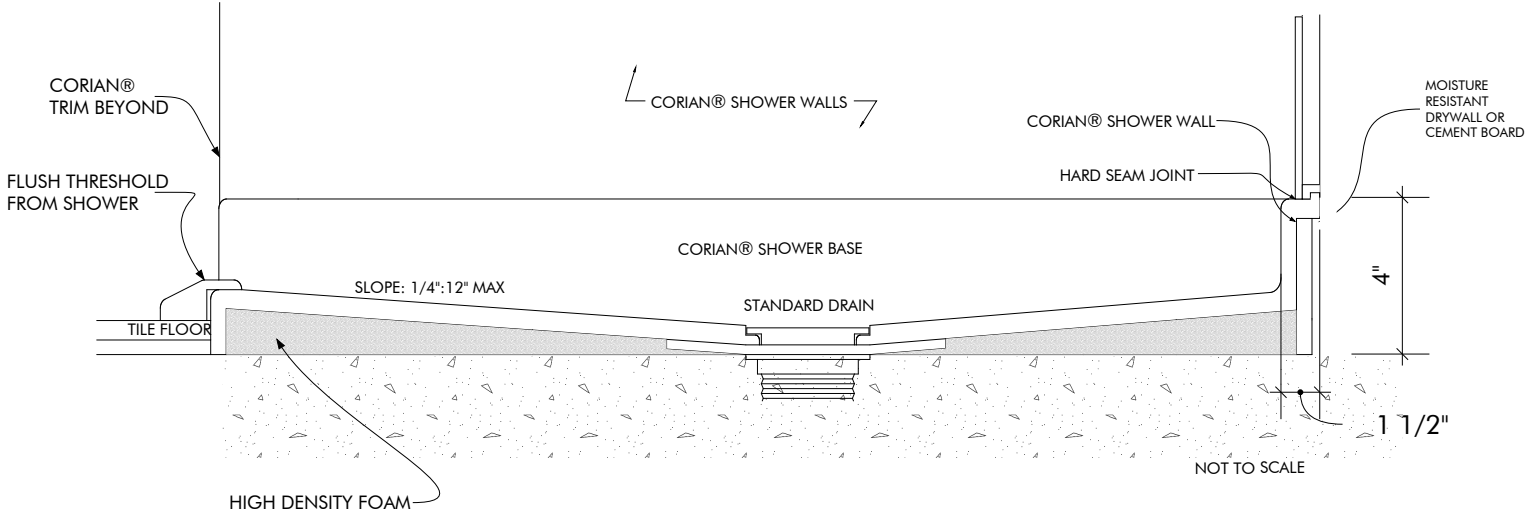 CORIAN®
TRIM BEYOND
CORIAN® SHOWER WALLS
MOISTURE
RESISTANT
DRYWALL OR
CEMENT BOARD
CORIAN® SHOWER WALL
HARD SEAM JOINT
FLUSH THRESHOLD
FROM SHOWER
CORIAN® SHOWER BASE
4"
SLOPE: 1/4":12" MAX
STANDARD DRAIN
TILE FLOOR
1 1/2"
NOT TO SCALE
HIGH DENSITY FOAM